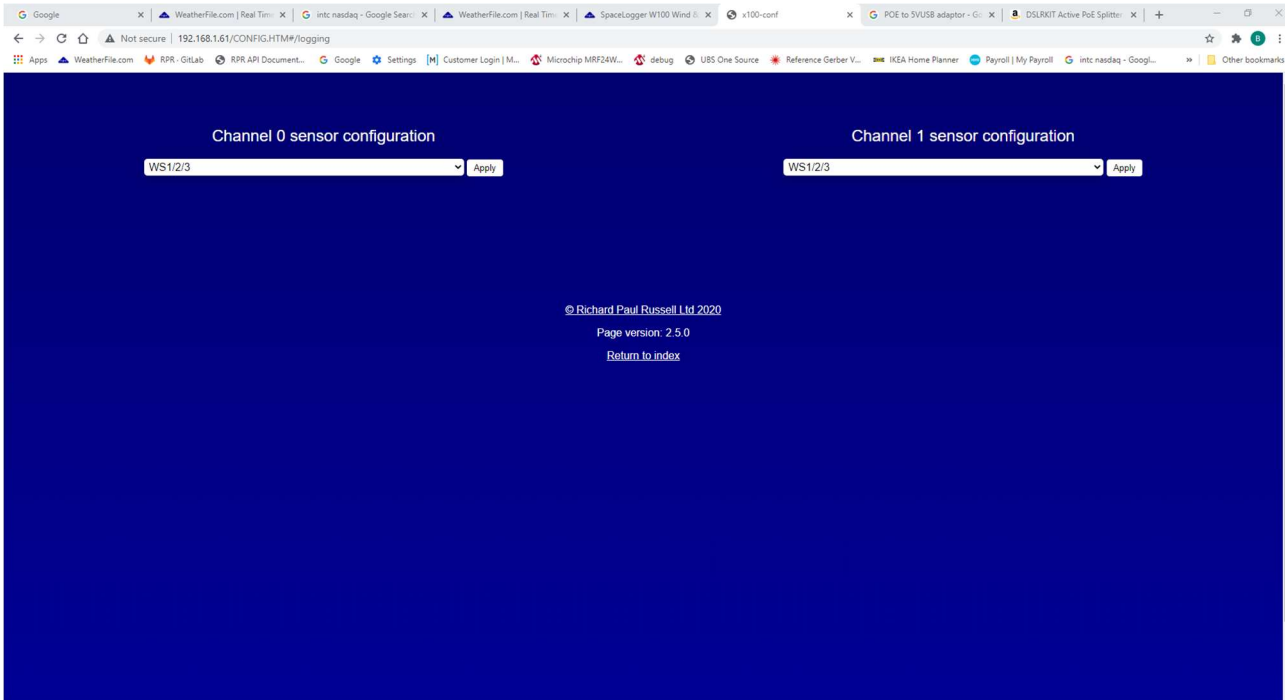 Google
WeatherFile.com | Real Time
intc nasdaq - Google Searc
WeatherFile.com | Real Time
SpaceLogger W100 Wind &
x100-conf
POE to 5VUSB adaptor - Go
DSLRKIT Active PoE Splitter
Not secure | 192.168.1.61/CONFIG.HTM#/logging
B
Apps WeatherFile.com RPR · GitLab RPR API Document... Google Settings [M] Customer Login | M... Microchip MRF24W... debug UBS One Source Reference Gerber V... IKEA Home Planner Payroll | My Payroll intc nasdaq - Googl... » Other bookmarks
Channel 0 sensor configuration
WS1/2/3 Apply
Channel 1 sensor configuration
WS1/2/3 Apply
© Richard Paul Russell Ltd 2020
Page version: 2.5.0
Return to index